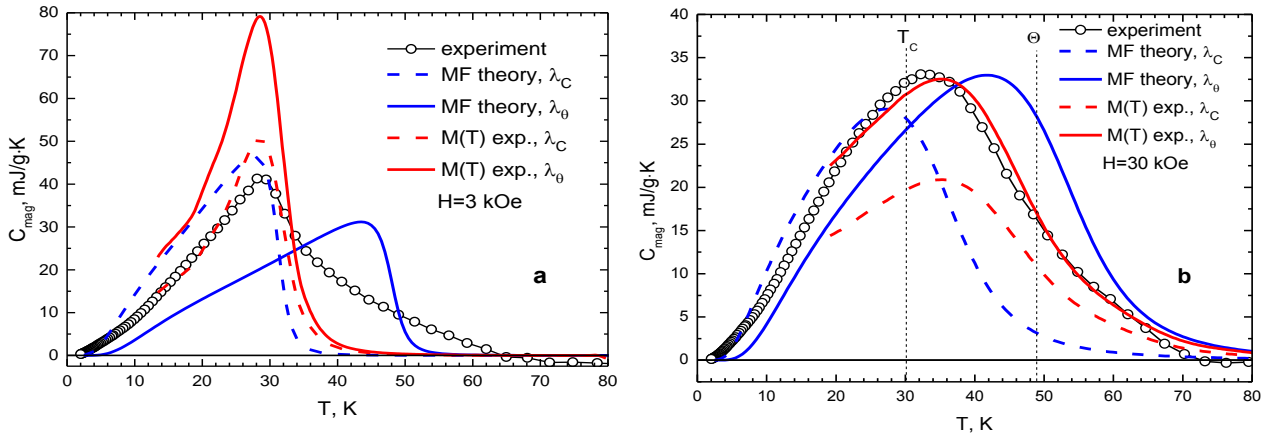 80
70
60
50
40
30
20
10
0
C_mag, mJ/g·K
0 10 20 30 40 50 60 70 80
T, K
experiment
MF theory, λ_C
MF theory, λ_θ
M(T) exp., λ_C
M(T) exp., λ_θ
H=3 kOe
a
40
35
30
25
20
15
10
5
0
C_mag, mJ/g·K
0 10 20 30 40 50 60 70 80
T, K
T_C
Θ
experiment
MF theory, λ_C
MF theory, λ_θ
M(T) exp., λ_C
M(T) exp., λ_θ
H=30 kOe
b